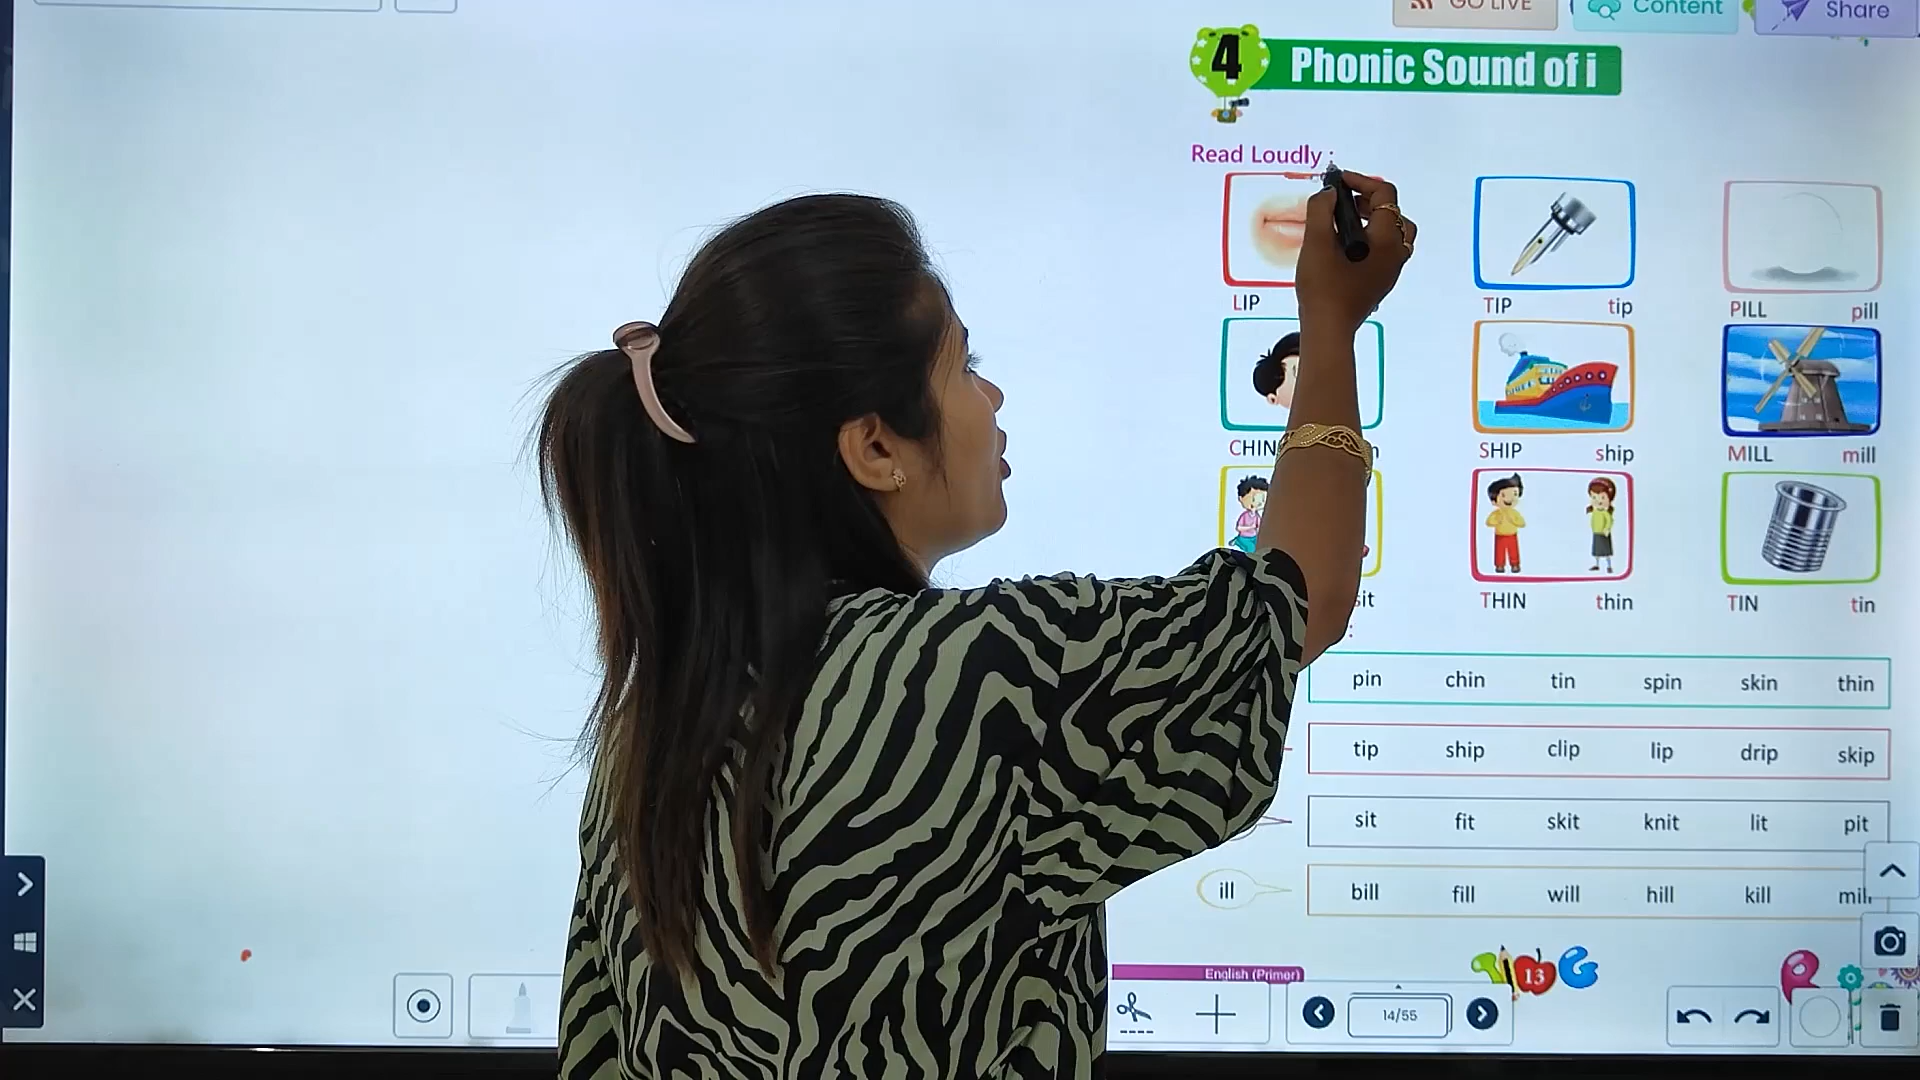 GO LIVE Content Share
4 Phonic Sound of i
Read Loudly :
LIP TIP tip PILL pill
CHIN SHIP ship MILL mill
sit THIN thin TIN tin
:
pin chin tin spin skin thin
tip ship clip lip drip skip
sit fit skit knit lit pit
ill bill fill will hill kill mill
English (Primer) 13
14/55